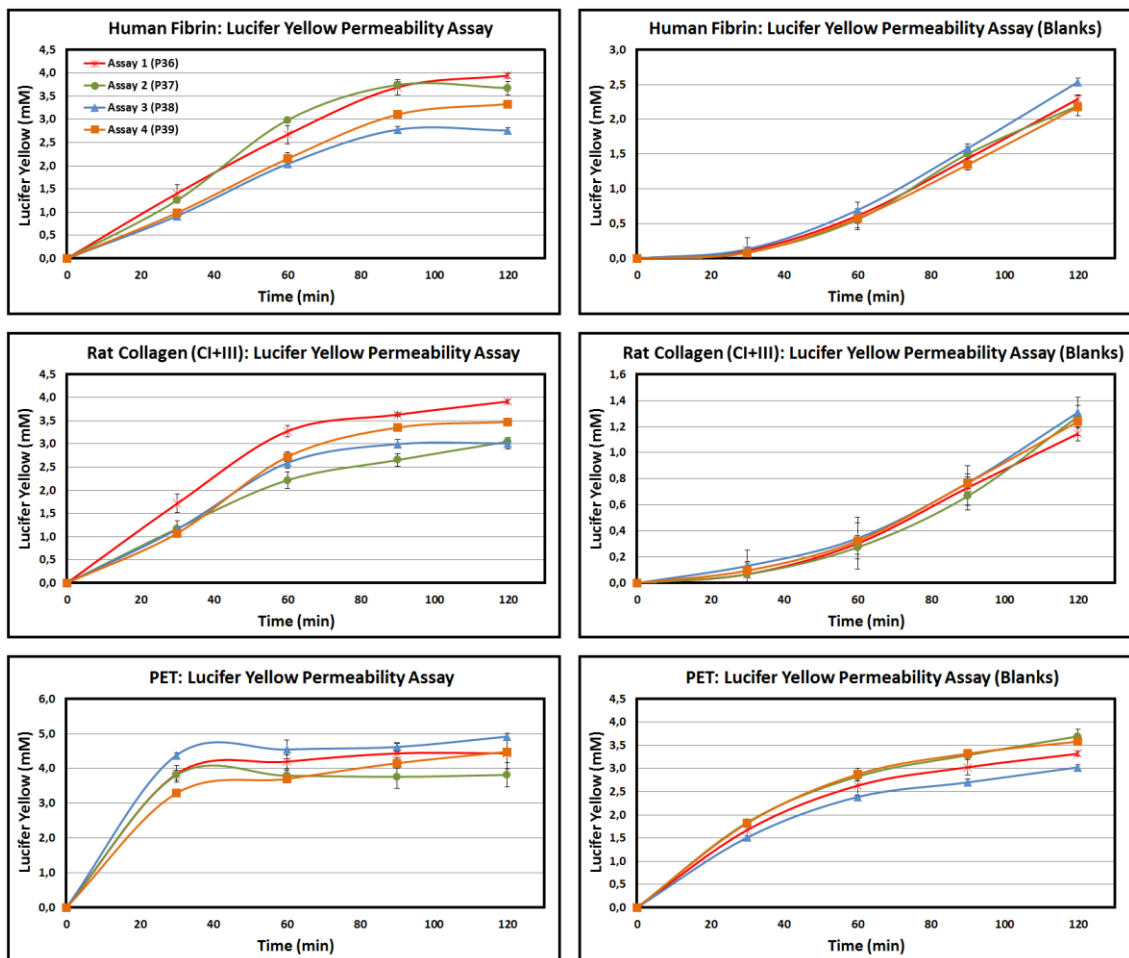 Human Fibrin: Lucifer Yellow Permeability Assay
Lucifer Yellow (mM)
4,5
4,0
3,5
3,0
2,5
2,0
1,5
1,0
0,5
0,0
Assay 1 (P36)
Assay 2 (P37)
Assay 3 (P38)
Assay 4 (P39)
0 20 40 60 80 100 120
Time (min)
Human Fibrin: Lucifer Yellow Permeability Assay (Blanks)
Lucifer Yellow (mM)
3,0
2,5
2,0
1,5
1,0
0,5
0,0
0 20 40 60 80 100 120
Time (min)
Rat Collagen (CI+III): Lucifer Yellow Permeability Assay
Lucifer Yellow (mM)
4,5
4,0
3,5
3,0
2,5
2,0
1,5
1,0
0,5
0,0
0 20 40 60 80 100 120
Time (min)
Rat Collagen (CI+III): Lucifer Yellow Permeability Assay (Blanks)
Lucifer Yellow (mM)
1,6
1,4
1,2
1,0
0,8
0,6
0,4
0,2
0,0
0 20 40 60 80 100 120
Time (min)
PET: Lucifer Yellow Permeability Assay
Lucifer Yellow (mM)
6,0
5,0
4,0
3,0
2,0
1,0
0,0
0 20 40 60 80 100 120
Time (min)
PET: Lucifer Yellow Permeability Assay (Blanks)
Lucifer Yellow (mM)
4,5
4,0
3,5
3,0
2,5
2,0
1,5
1,0
0,5
0,0
0 20 40 60 80 100 120
Time (min)